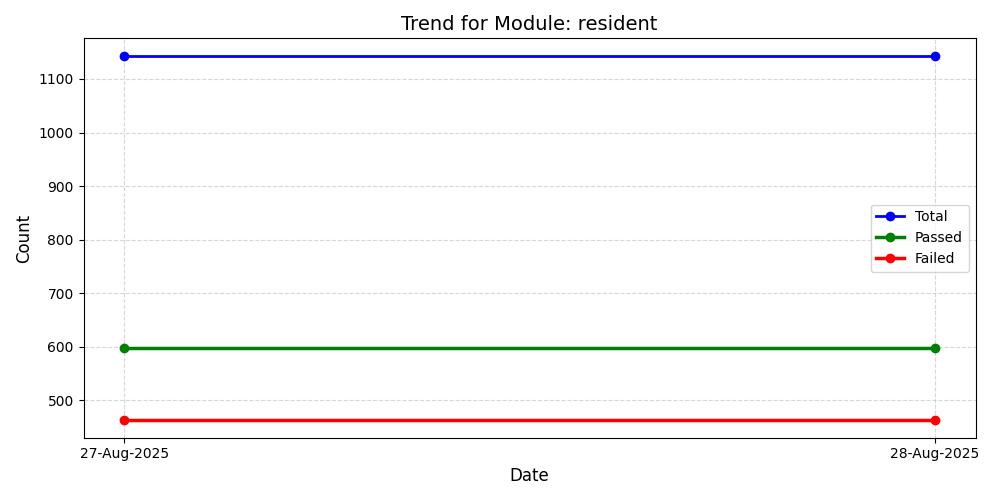 Trend for Module: resident
Count
1100
1000
900
800
700
600
500
Total
Passed
Failed
27-Aug-2025
28-Aug-2025
Date